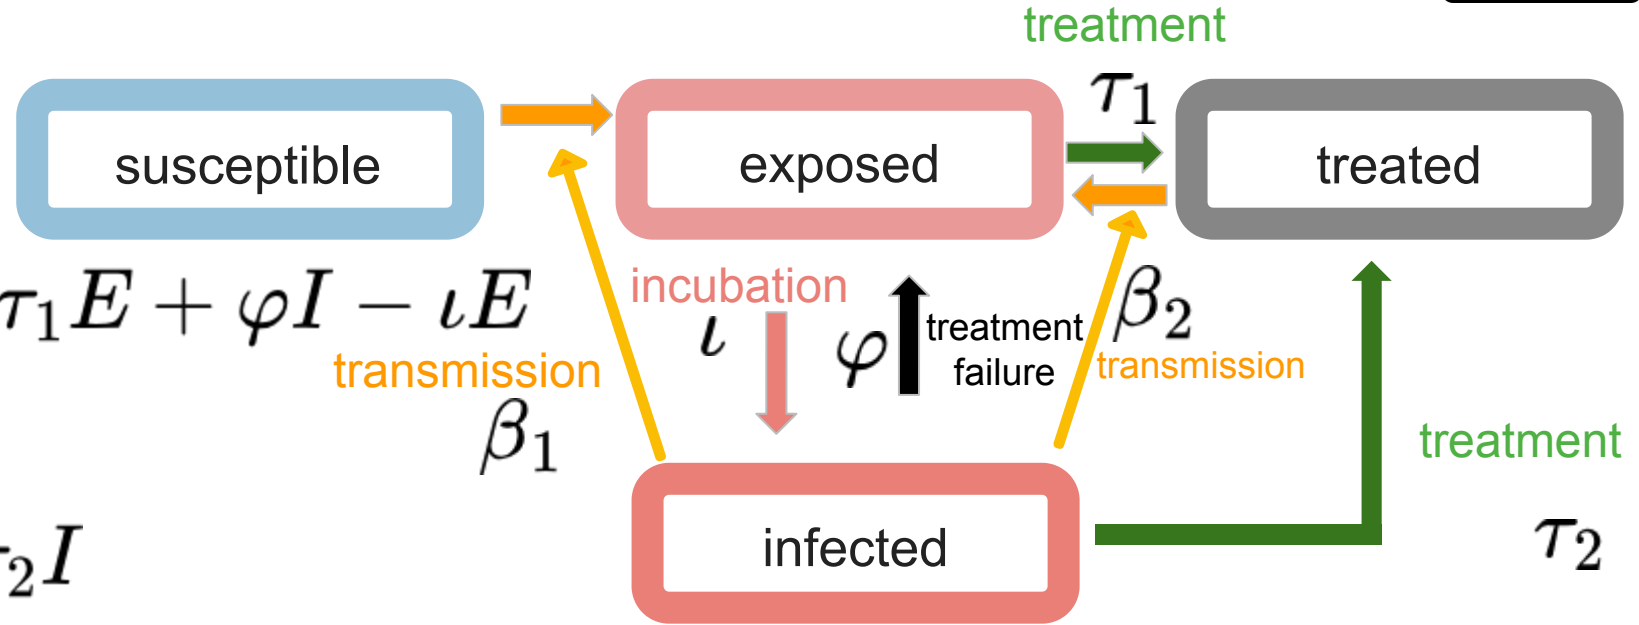 treatment
τ₁
susceptible
exposed
treated
τ₁E + φI − ιE
incubation
ι
φ
treatment
failure
β₂
transmission
transmission
β₁
treatment
infected
τ₂
₂I